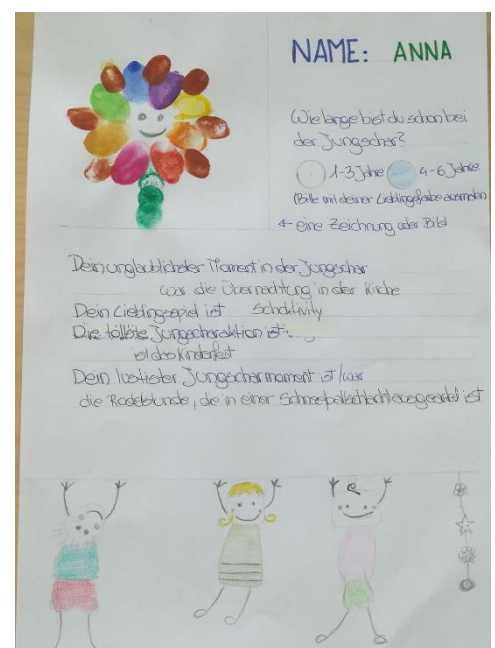 NAME: ANNA
Wie lange bist du schon bei
der Jungschar?
1-3 Jahre 4-6 Jahre
(Bitte mit deiner Lieblingsfarbe ausmalen
← eine Zeichnung oder Bild
Dein unglaublichster Moment in der Jungschar
war die Übernachtung in der Kirche
Dein Lieblingsspiel ist Schoktivity
Die tollste Jungscharaktion ist
ist das Kinderfest
Dein lustigster Jungscharmoment ist/war
die Rodelstunde, die in einer Schneeballschlacht ausgeartet ist